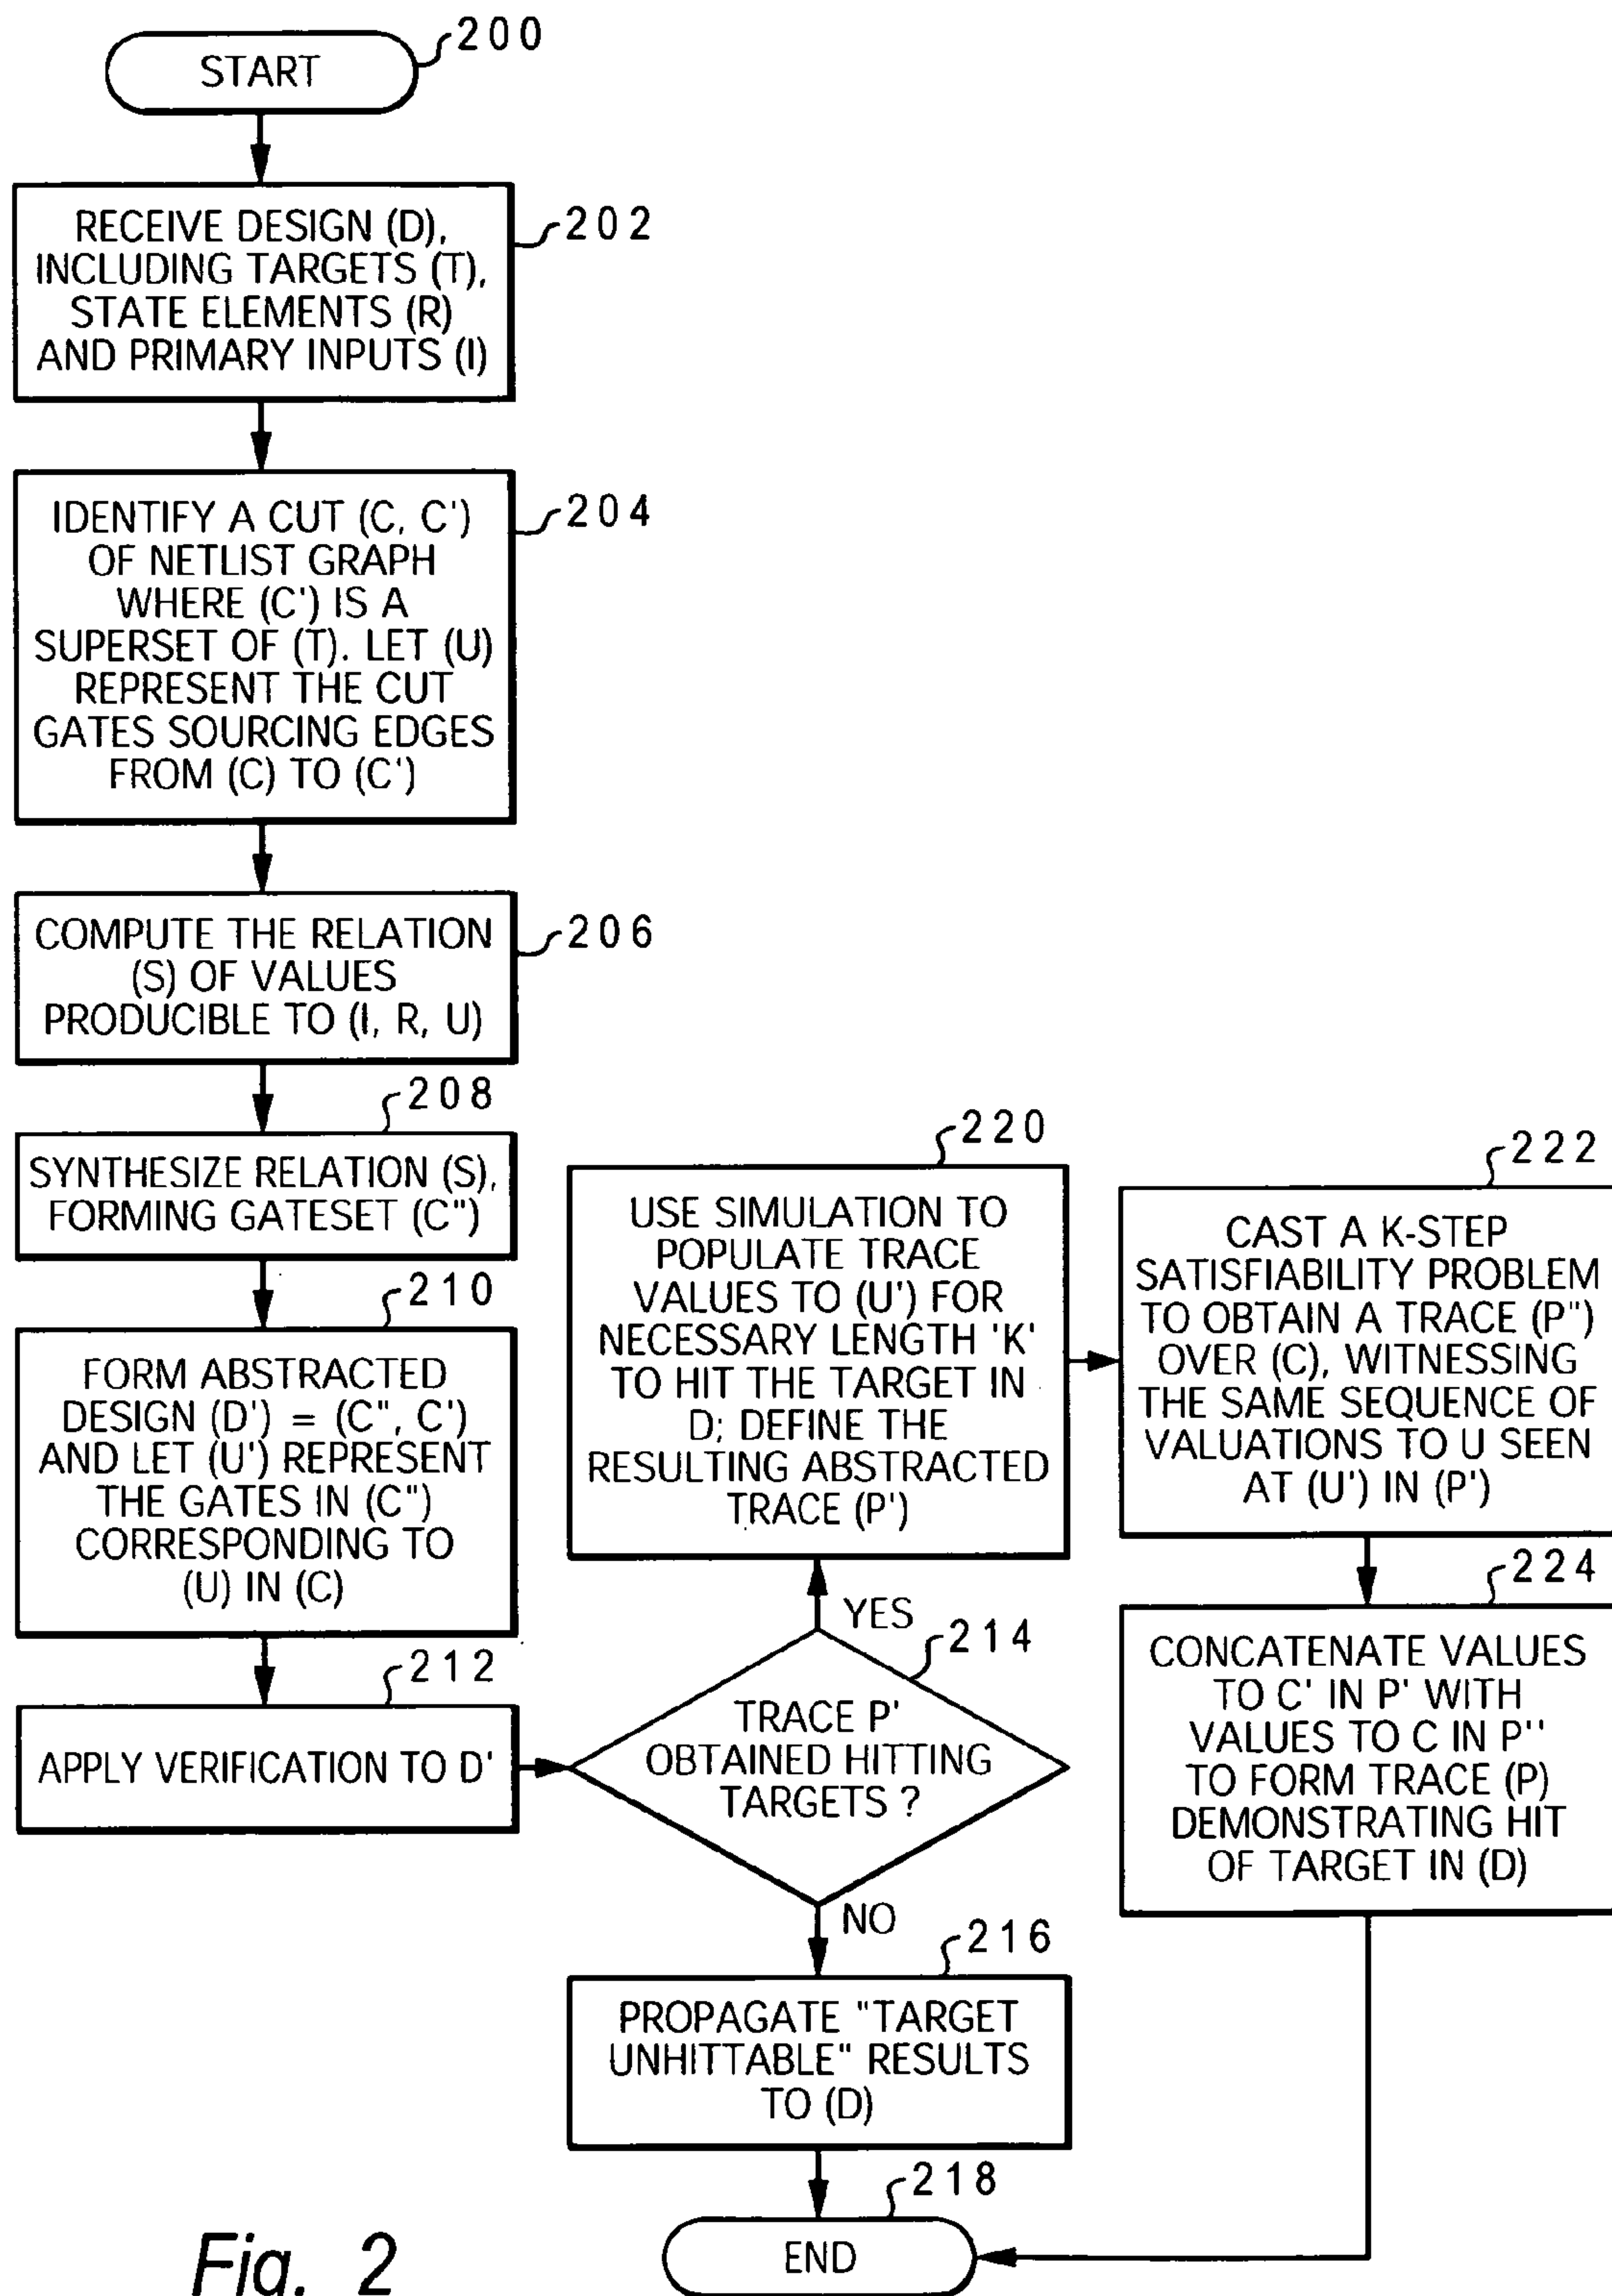 200
START
202
RECEIVE DESIGN (D),
INCLUDING TARGETS (T),
STATE ELEMENTS (R)
AND PRIMARY INPUTS (I)
204
IDENTIFY A CUT (C, C')
OF NETLIST GRAPH
WHERE (C') IS A
SUPERSET OF (T). LET (U)
REPRESENT THE CUT
GATES SOURCING EDGES
FROM (C) TO (C')
206
COMPUTE THE RELATION
(S) OF VALUES
PRODUCIBLE TO (I, R, U)
208
SYNTHESIZE RELATION (S),
FORMING GATESET (C")
210
FORM ABSTRACTED
DESIGN (D') = (C", C')
AND LET (U') REPRESENT
THE GATES IN (C")
CORRESPONDING TO
(U) IN (C)
212
APPLY VERIFICATION TO D'
214
TRACE P'
OBTAINED HITTING
TARGETS ?
YES
220
USE SIMULATION TO
POPULATE TRACE
VALUES TO (U') FOR
NECESSARY LENGTH 'K'
TO HIT THE TARGET IN
D; DEFINE THE
RESULTING ABSTRACTED
TRACE (P')
222
CAST A K-STEP
SATISFIABILITY PROBLEM
TO OBTAIN A TRACE (P")
OVER (C), WITNESSING
THE SAME SEQUENCE OF
VALUATIONS TO U SEEN
AT (U') IN (P')
224
CONCATENATE VALUES
TO C' IN P' WITH
VALUES TO C IN P''
TO FORM TRACE (P)
DEMONSTRATING HIT
OF TARGET IN (D)
NO
216
PROPAGATE "TARGET
UNHITTABLE" RESULTS
TO (D)
218
END
Fig. 2